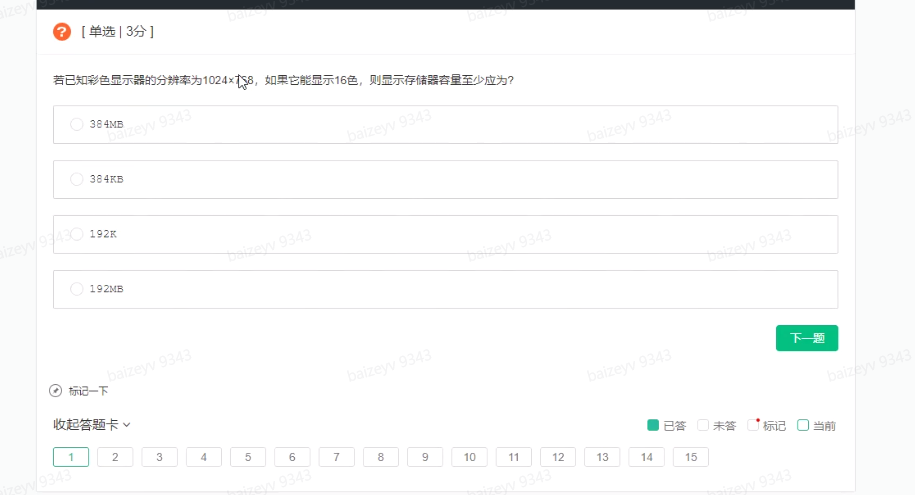 [ 单选 | 3分 ]
若已知彩色显示器的分辨率为1024×768，如果它能显示16色，则显示存储器容量至少应为?
384MB
384KB
192K
192MB
下一题
标记一下
收起答题卡
已答 未答 标记 当前
1 2 3 4 5 6 7 8 9 10 11 12 13 14 15
baizeyv 9343